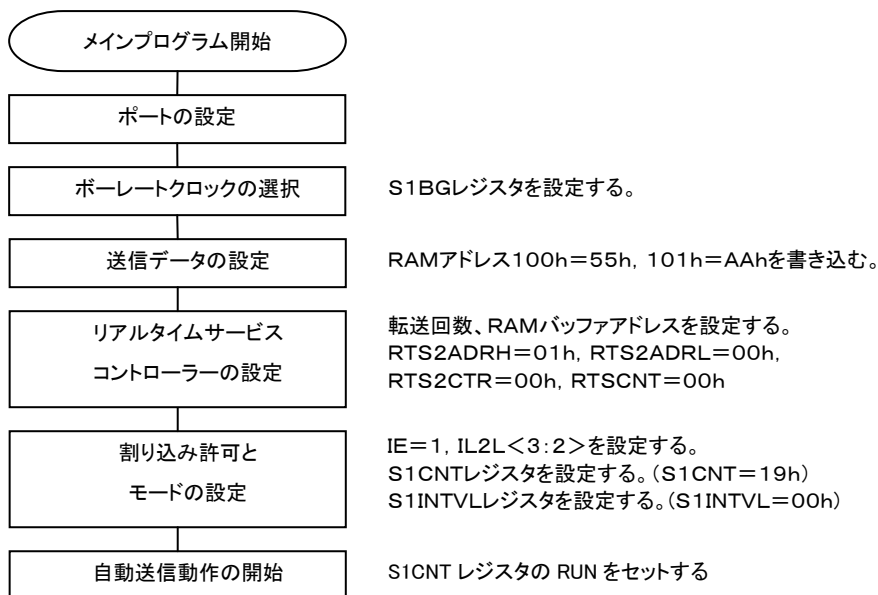 メインプログラム開始
ポートの設定
ボーレートクロックの選択
S1BGレジスタを設定する。
送信データの設定
RAMアドレス100h=55h, 101h=AAhを書き込む。
リアルタイムサービス
コントローラーの設定
転送回数、RAMバッファアドレスを設定する。
RTS2ADRH=01h, RTS2ADRL=00h,
RTS2CTR=00h, RTSCNT=00h
割り込み許可と
モードの設定
IE=1, IL2L<3:2>を設定する。
S1CNTレジスタを設定する。(S1CNT=19h)
S1INTVLレジスタを設定する。(S1INTVL=00h)
自動送信動作の開始
S1CNT レジスタの RUN をセットする